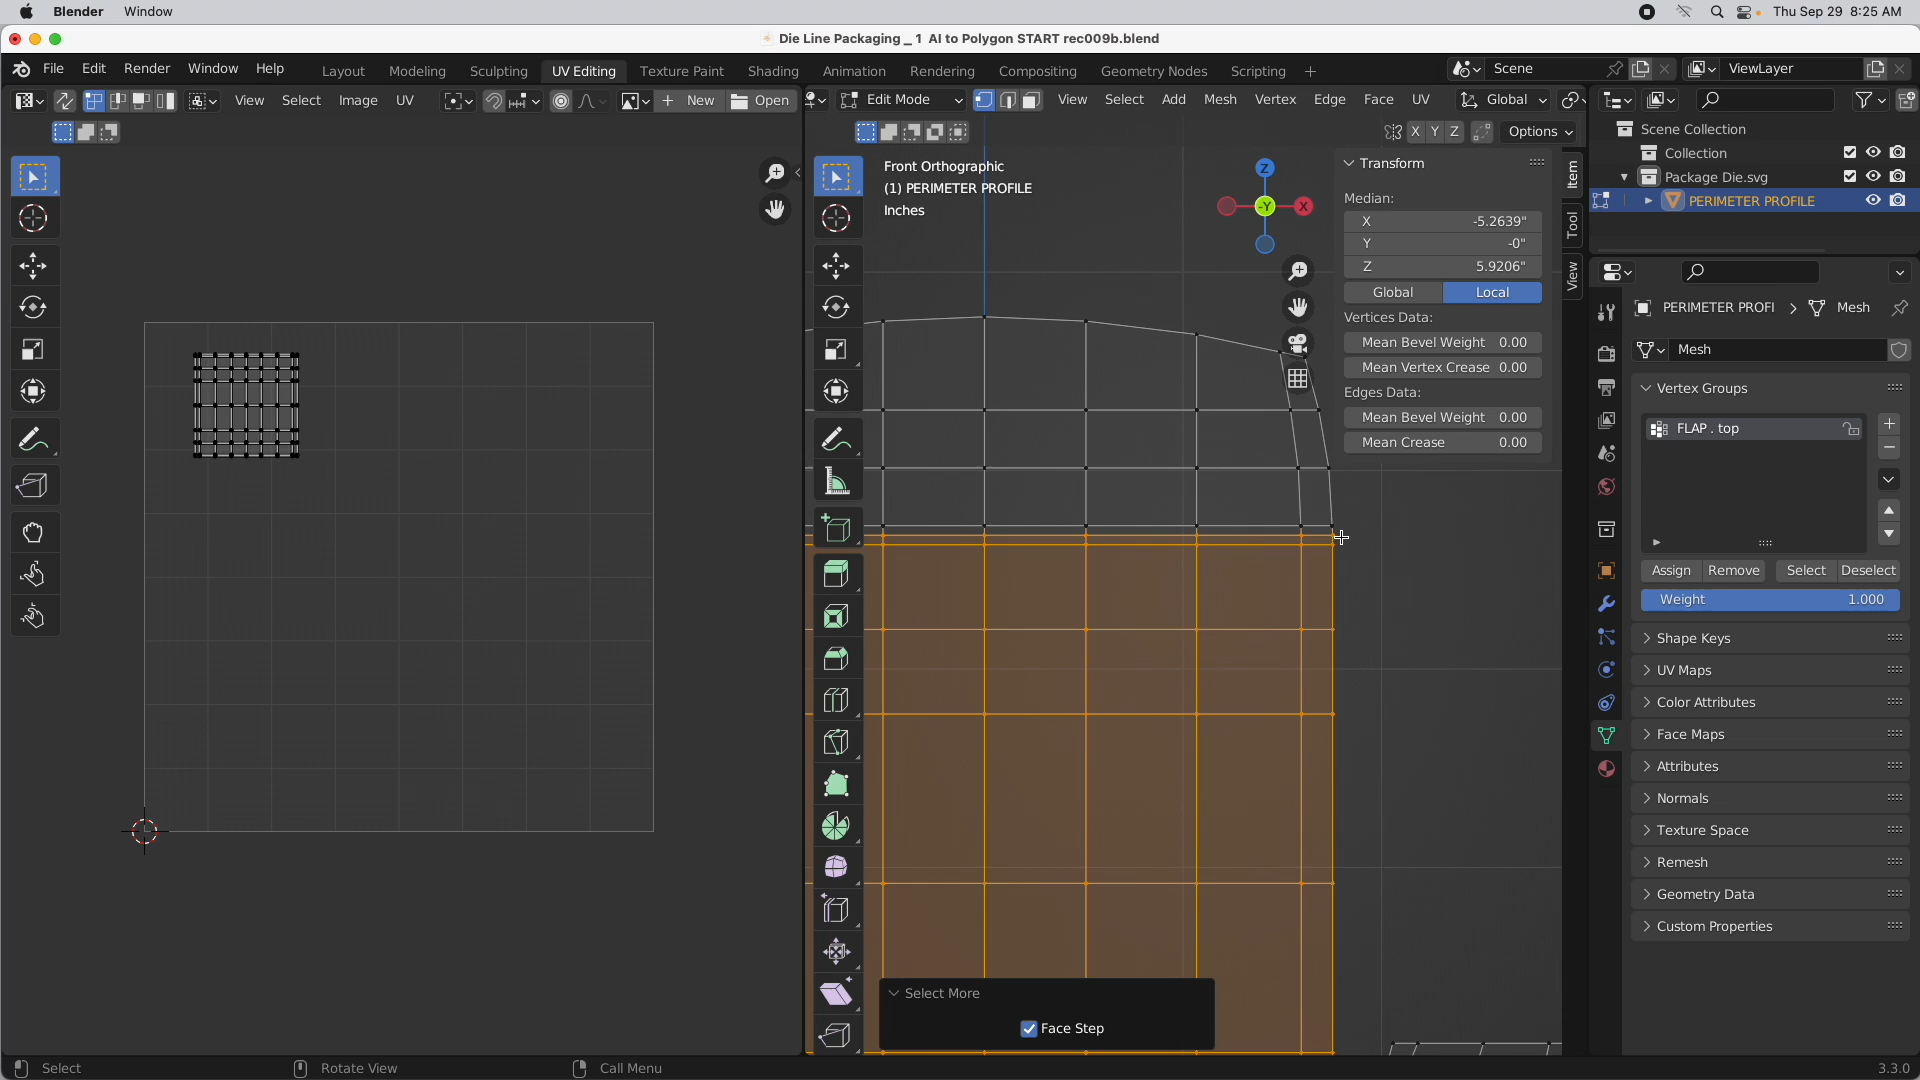 Blender Window Thu Sep 29 8:25 AM
Die Line Packaging _ 1 AI to Polygon START rec009b.blend
File Edit Render Window Help Layout Modeling Sculpting UV Editing Texture Paint Shading Animation Rendering Compositing Geometry Nodes Scripting + Scene ViewLayer
View Select Image UV New Open Edit Mode View Select Add Mesh Vertex Edge Face UV Global
X Y Z Options
Scene Collection
Collection
Package Die.svg
PERIMETER PROFILE
Front Orthographic
(1) PERIMETER PROFILE
Inches
Z
-Y
X
Transform
Median:
X -5.2639"
Y -0"
Z 5.9206"
Global Local
Vertices Data:
Mean Bevel Weight 0.00
Mean Vertex Crease 0.00
Edges Data:
Mean Bevel Weight 0.00
Mean Crease 0.00
Item
Tool
View
PERIMETER PROFI Mesh
Mesh
Vertex Groups
FLAP . top
Assign Remove Select Deselect
Weight 1.000
Shape Keys
UV Maps
Color Attributes
Face Maps
Attributes
Normals
Texture Space
Remesh
Geometry Data
Custom Properties
Select More
Face Step
Select Rotate View Call Menu 3.3.0